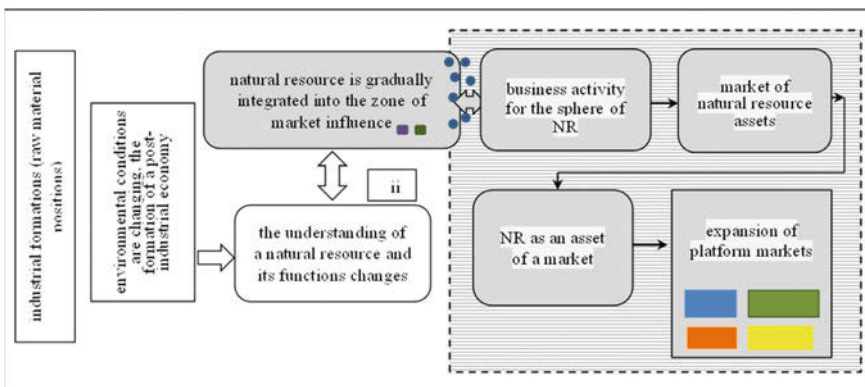 industrial formations (raw material
positions)
environmental conditions
are changing, the
formation of a post-
industrial economy
natural resource is gradually
integrated into the zone of
market influence
ii
the understanding of
a natural resource and
its functions changes
business activity
for the sphere of
NR
market of
natural resource
assets
NR as an asset
of a market
expansion of
platform markets